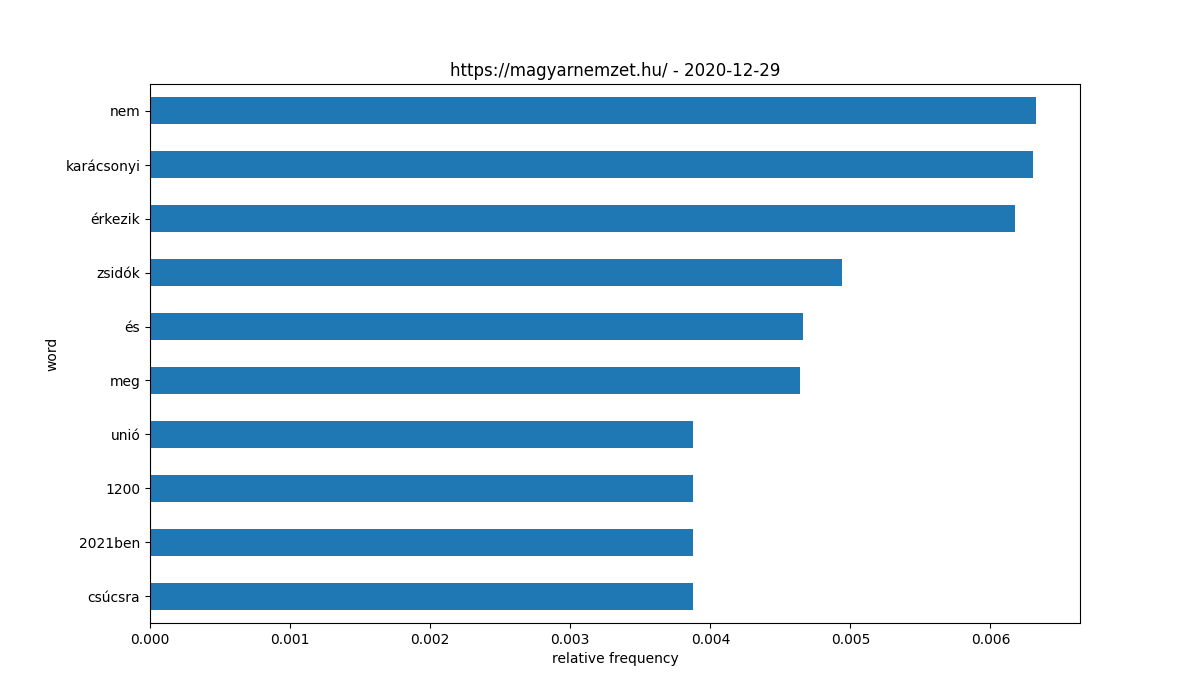 https://magyarnemzet.hu/ - 2020-12-29
nem
karácsonyi
érkezik
zsidók
és
meg
unió
1200
2021ben
csúcsra
word
0.000 0.001 0.002 0.003 0.004 0.005 0.006
relative frequency